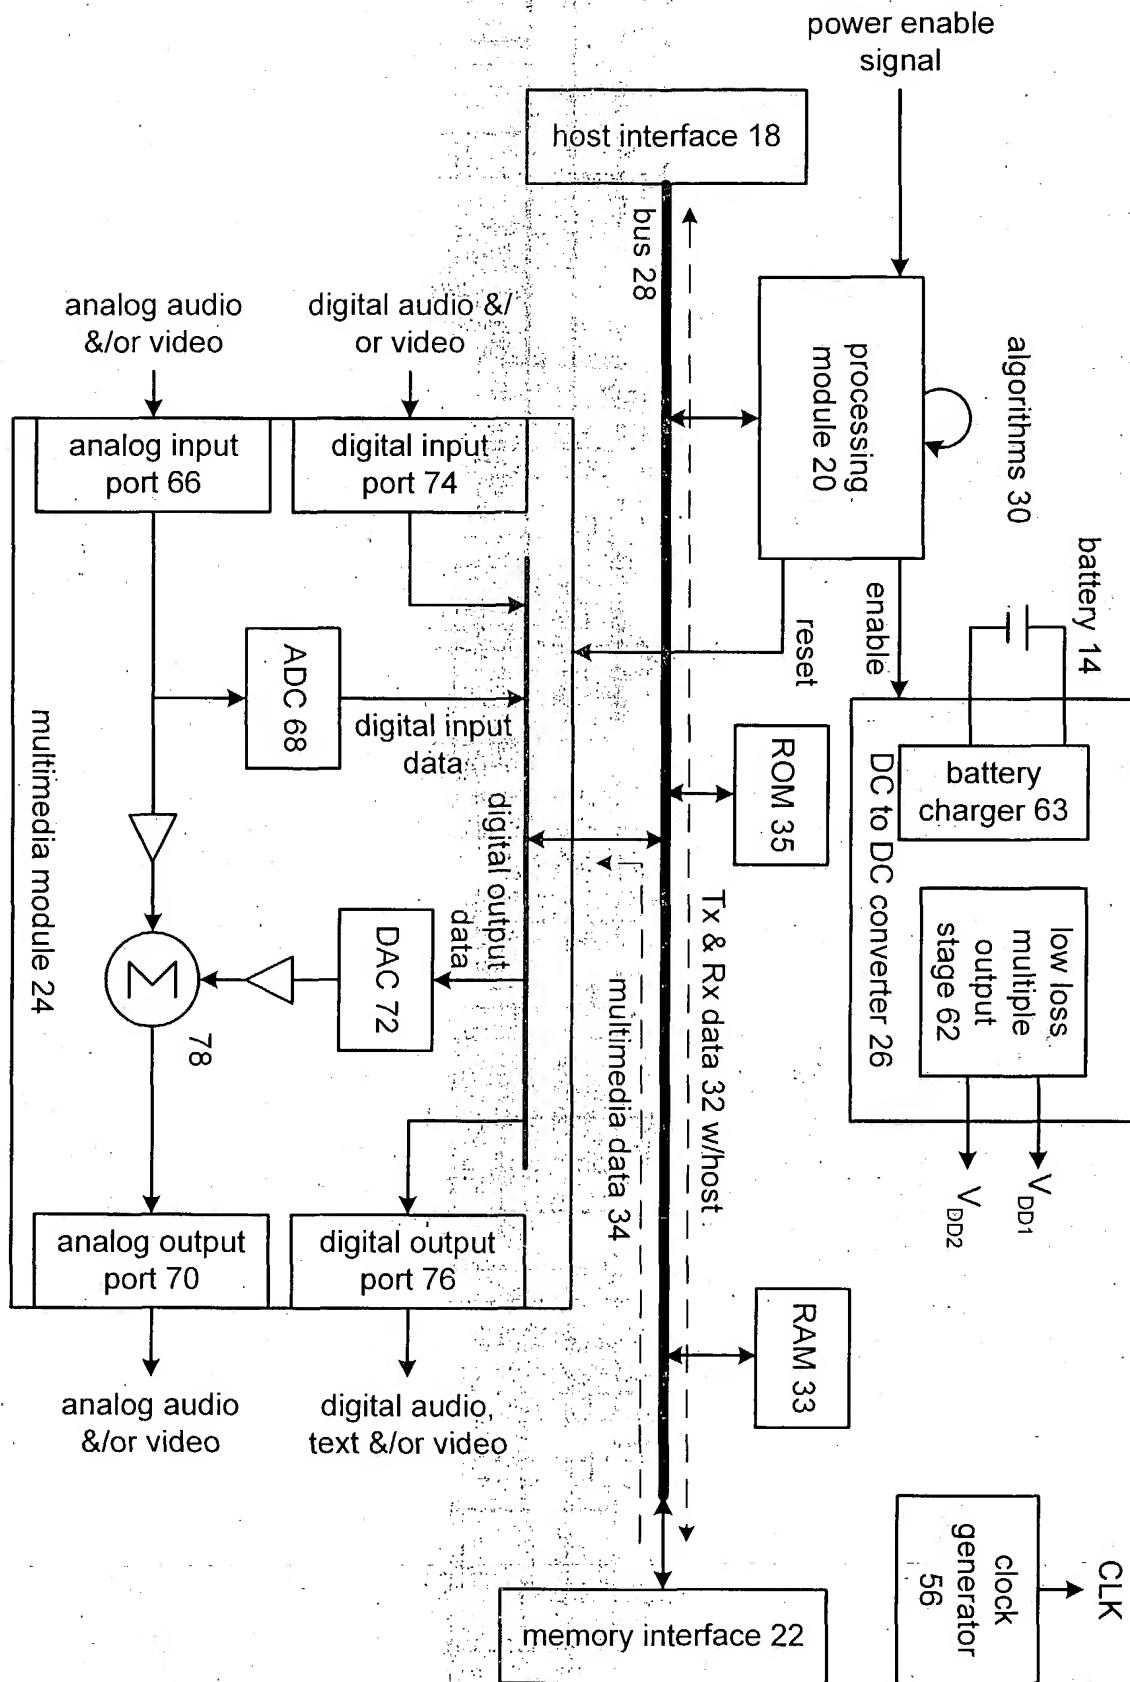 power enable
signal
host interface 18
bus 28
processing
module 20
algorithms 30
battery 14
enable
reset
analog audio
&/or video
digital audio &/
or video
analog input
port 66
digital input
port 74
ADC 68
digital input
data
ROM 35
battery
charger 63
DC to DC converter 26
low loss
multiple
output
stage 62
VDD1
VDD2
digital output
data
DAC 72
78
Σ
multimedia module 24
Tx & Rx data 32 w/host
multimedia data 34
analog output
port 70
digital output
port 76
RAM 33
analog audio
&/or video
digital audio,
text &/or video
CLK
clock
generator
56
memory interface 22